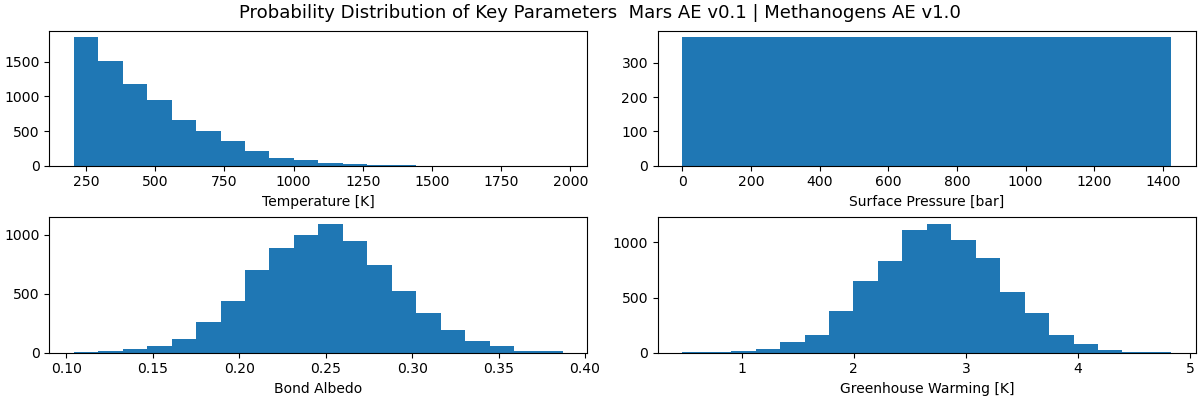 Probability Distribution of Key Parameters  Mars AE v0.1 | Methanogens AE v1.0
1500
1000
500
0
250 500 750 1000 1250 1500 1750 2000
Temperature [K]
300
200
100
0
0 200 400 600 800 1000 1200 1400
Surface Pressure [bar]
1000
500
0
0.10 0.15 0.20 0.25 0.30 0.35 0.40
Bond Albedo
1000
500
0
1 2 3 4 5
Greenhouse Warming [K]